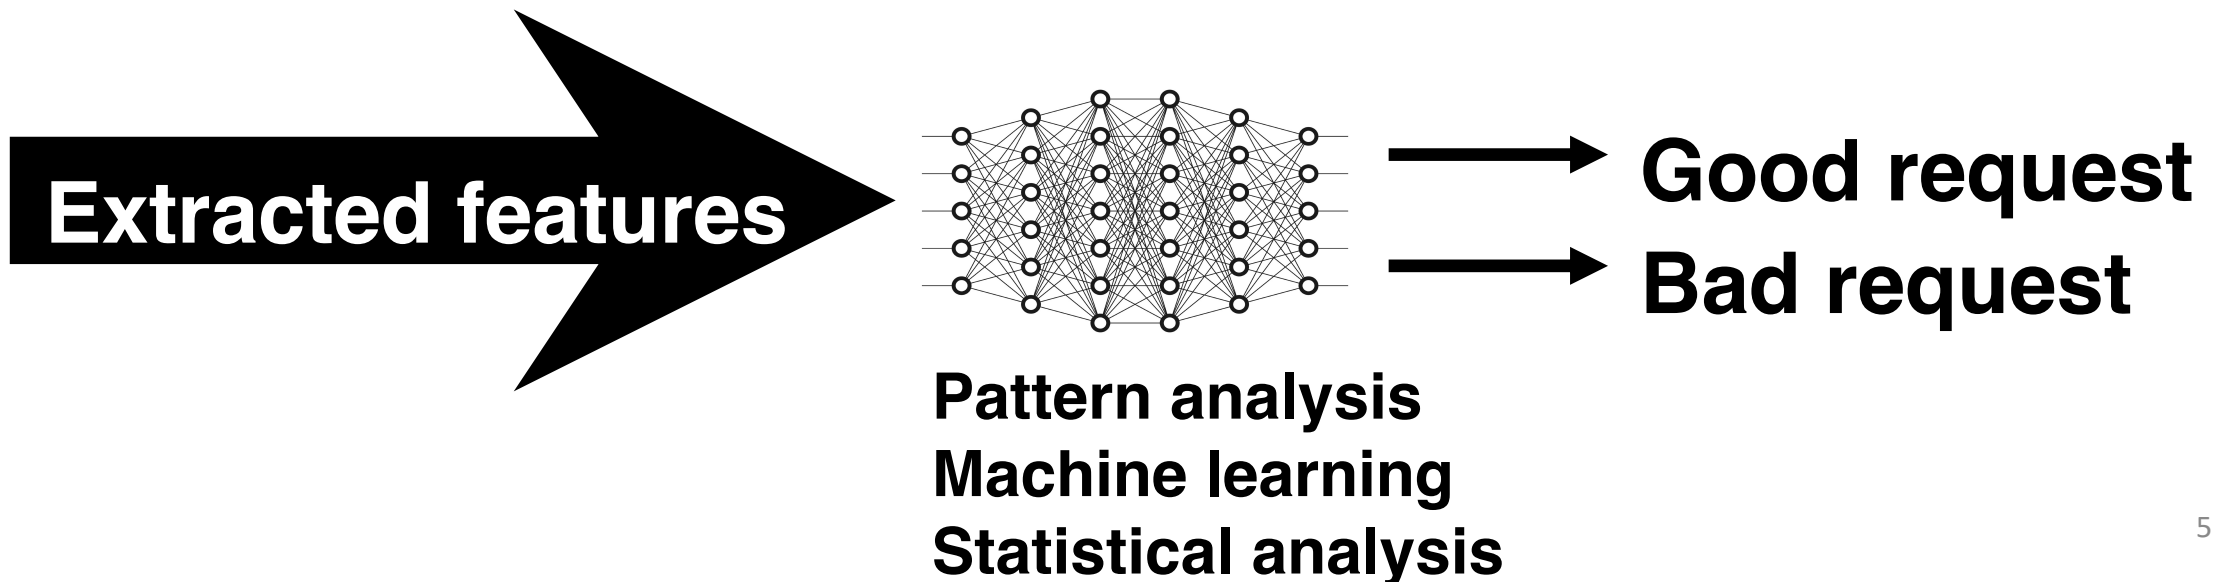 Extracted features
Good request
Bad request
Pattern analysis
Machine learning
Statistical analysis
5